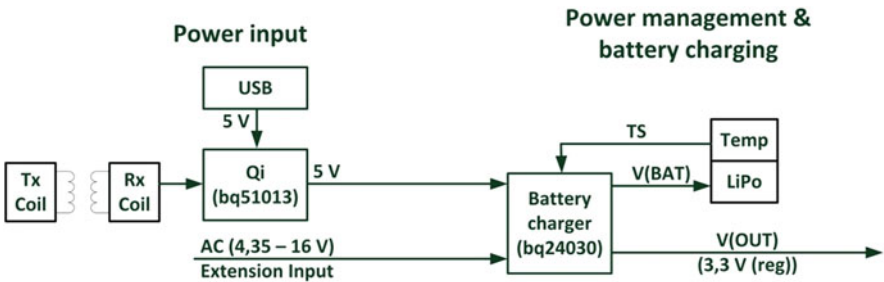 Power input
Power management &
battery charging
USB
5 V
TS
Temp
Tx
Coil
Rx
Coil
Qi
(bq51013)
5 V
V(BAT)
LiPo
Battery
charger
(bq24030)
AC (4,35 – 16 V)
Extension Input
V(OUT)
(3,3 V (reg))